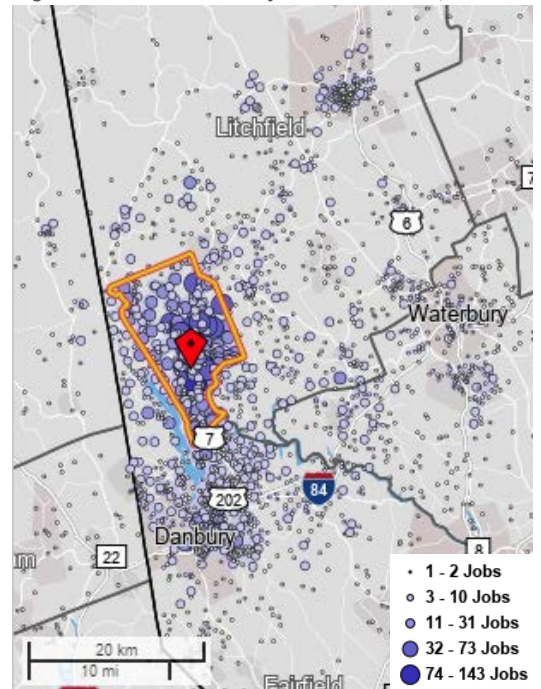 Litchfield
7
6
Waterbury
7
202
84
Danbury
8
22
1 - 2 Jobs
3 - 10 Jobs
11 - 31 Jobs
32 - 73 Jobs
74 - 143 Jobs
20 km
10 mi
Fairfield